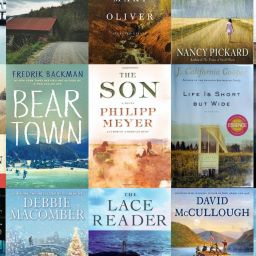 MARY
OLIVER
NANCY PICKARD
FREDRIK BACKMAN
BEAR
TOWN
THE
SON
A NOVEL
PHILIPP
MEYER
J. California Cooper
LIFE IS SHORT
BUT WIDE
DEBBIE
MACOMBER
THE
LACE
READER
DAVID
McCULLOUGH